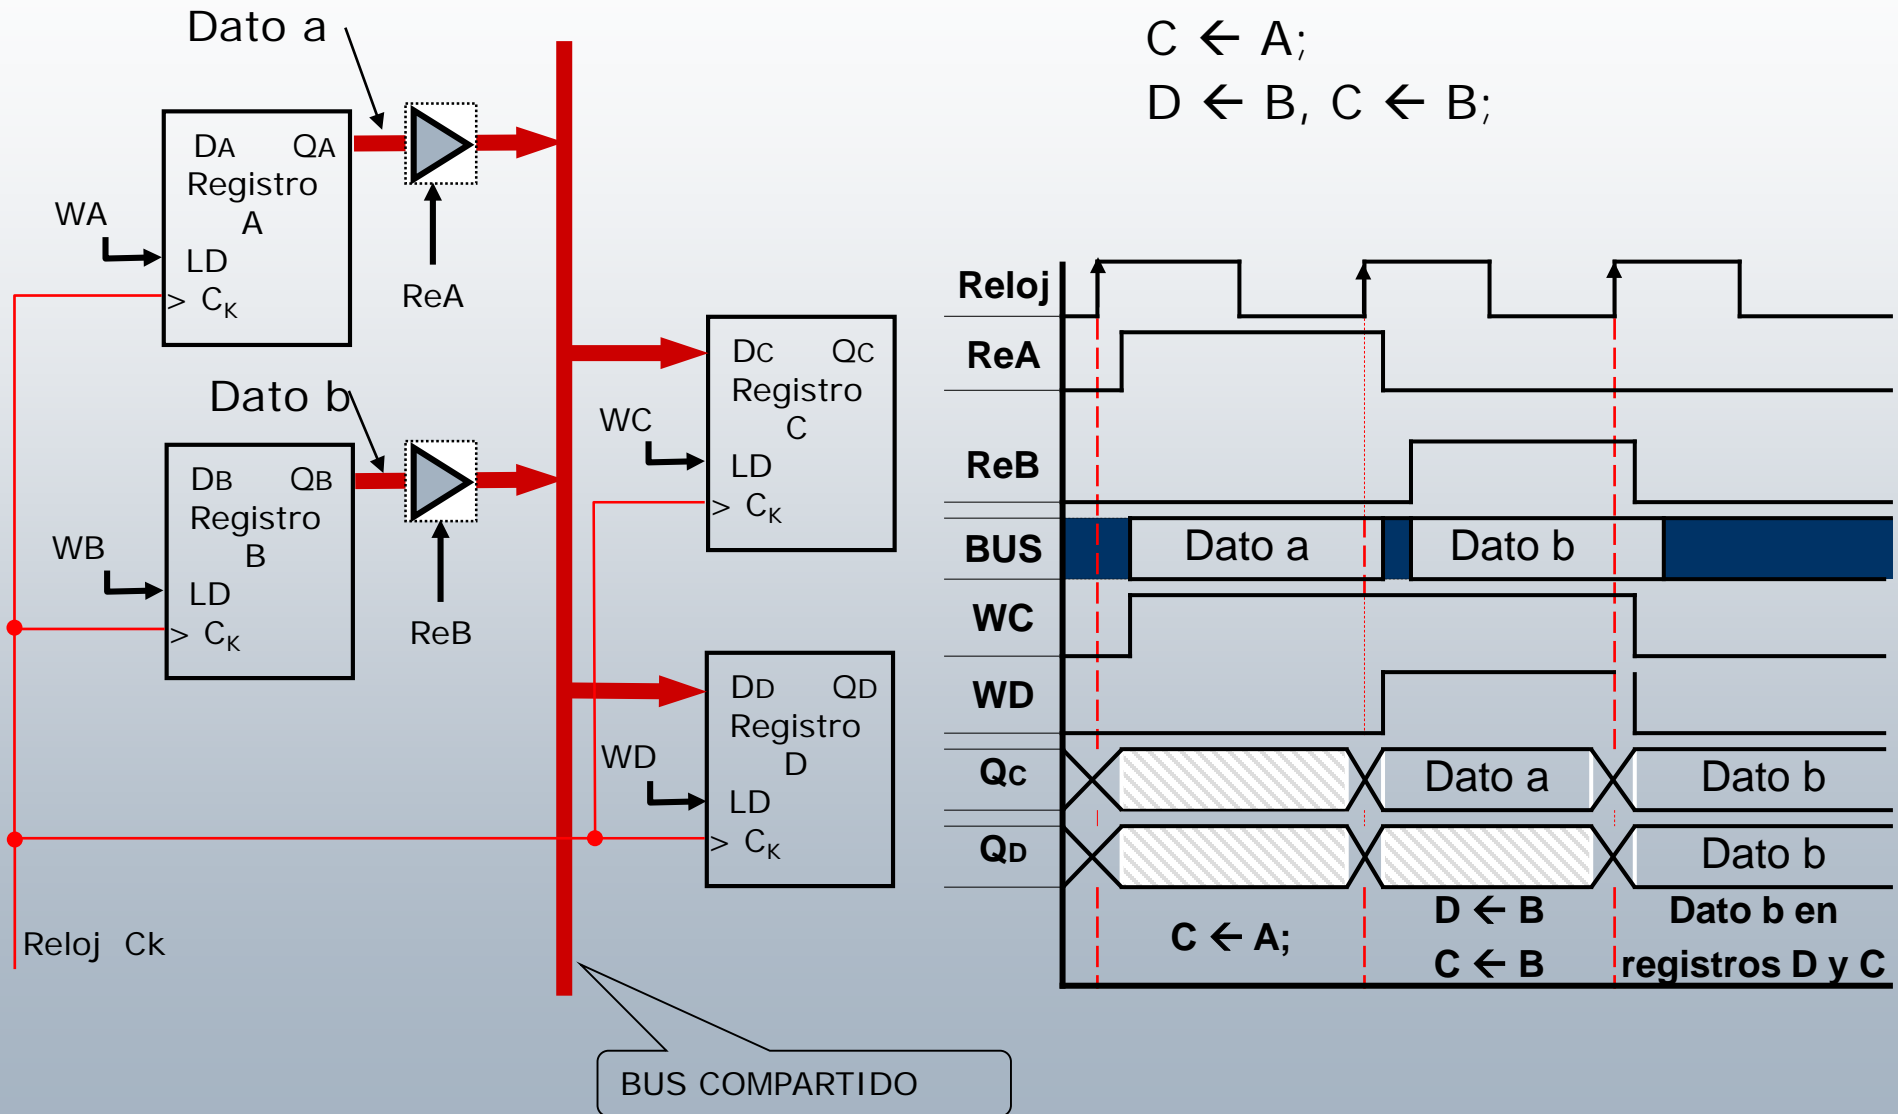 Dato a
C ← A;
D ← B, C ← B;
DA QA
Registro
A
WA
LD
> CK
ReA
Dato b
DB QB
Registro
B
WB
LD
> CK
ReB
DC QC
Registro
C
WC
LD
> CK
DD QD
Registro
D
WD
LD
> CK
Reloj Ck
BUS COMPARTIDO
Reloj
ReA
ReB
BUS Dato a Dato b
WC
WD
QC Dato a Dato b
QD Dato b
C ← A;
D ← B
C ← B
Dato b en
registros D y C